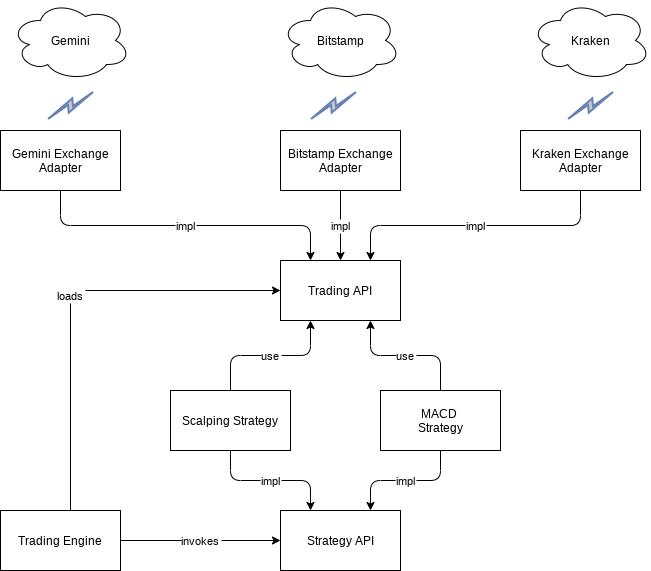 Gemini
Bitstamp
Kraken
Gemini Exchange
Adapter
Bitstamp Exchange
Adapter
Kraken Exchange
Adapter
impl
impl
impl
Trading API
loads
use
use
Scalping Strategy
MACD
Strategy
impl
impl
Trading Engine
invokes
Strategy API